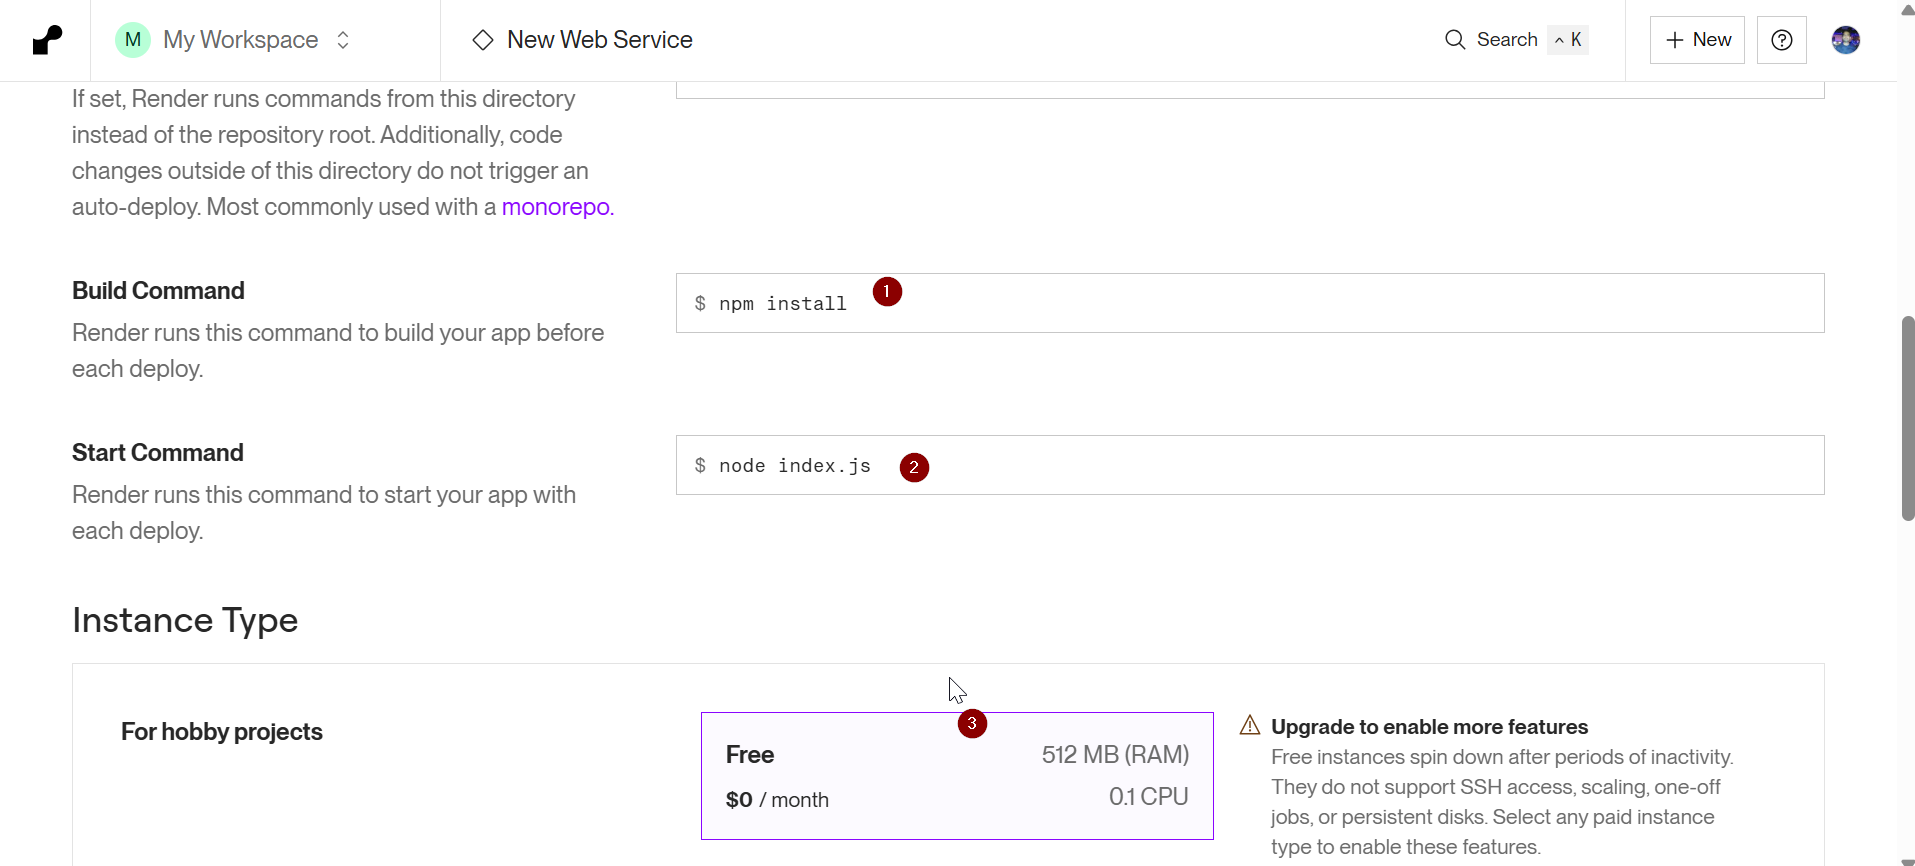 M My Workspace
New Web Service
Search ^ K
+ New
If set, Render runs commands from this directory
instead of the repository root. Additionally, code
changes outside of this directory do not trigger an
auto-deploy. Most commonly used with a monorepo.
Build Command
Render runs this command to build your app before
each deploy.
$ npm install
1
Start Command
Render runs this command to start your app with
each deploy.
$ node index.js
2
Instance Type
For hobby projects
3
Free 512 MB (RAM)
$0 / month 0.1 CPU
Upgrade to enable more features
Free instances spin down after periods of inactivity.
They do not support SSH access, scaling, one-off
jobs, or persistent disks. Select any paid instance
type to enable these features.